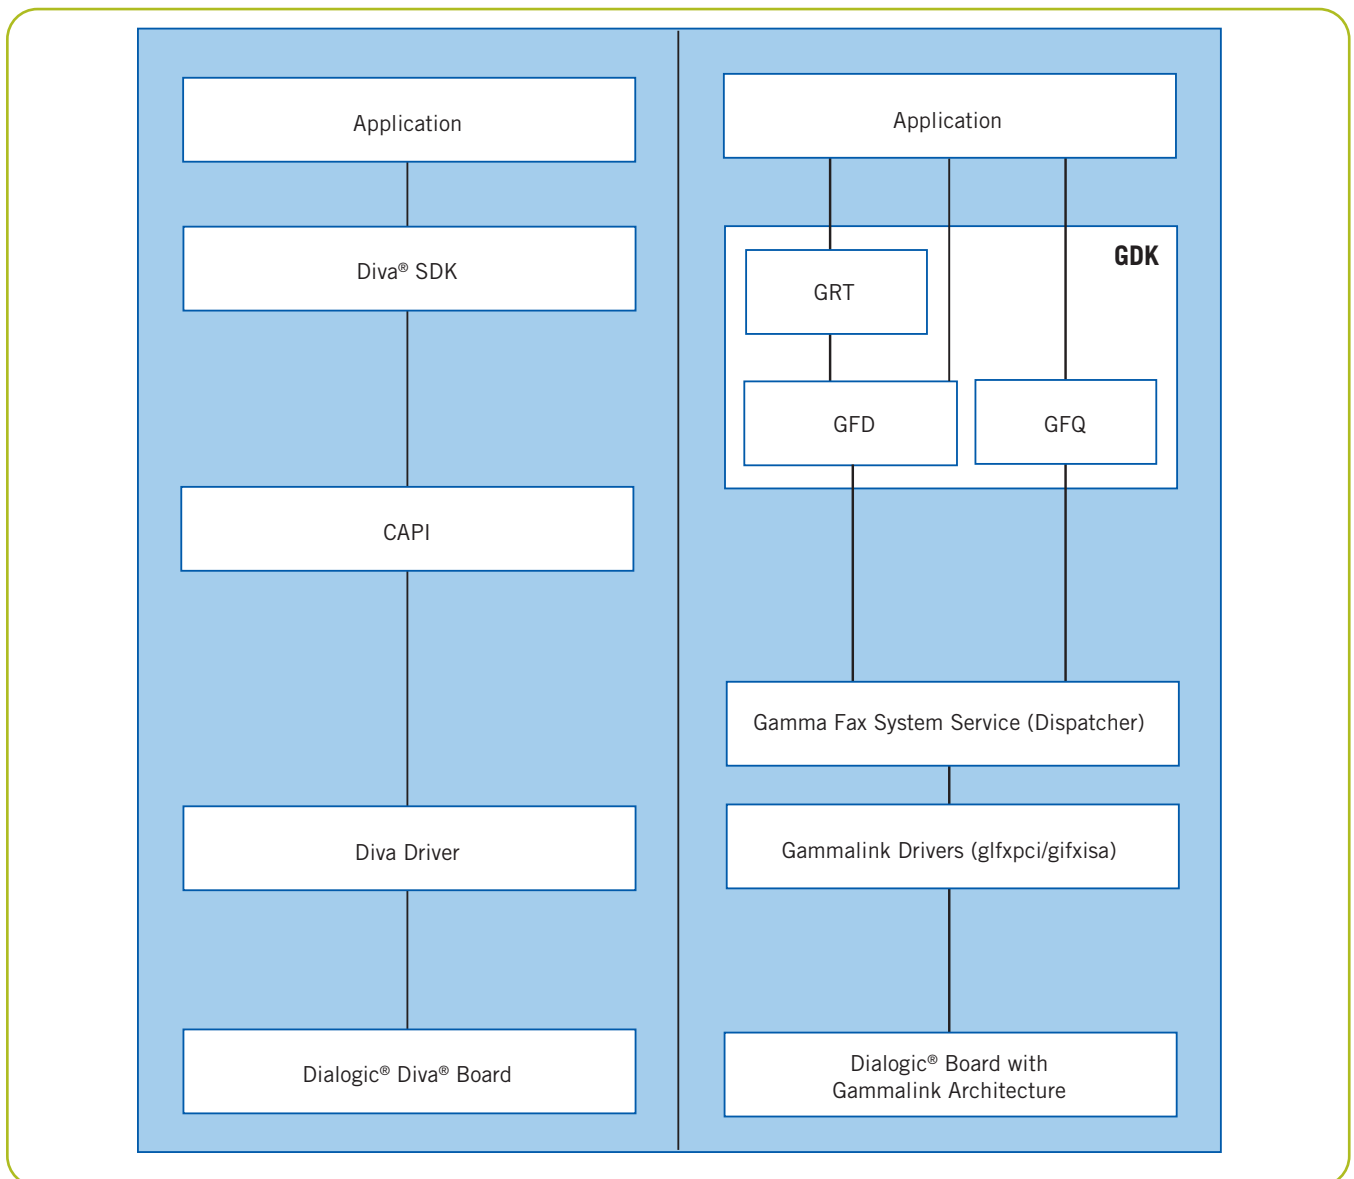 Application
Diva® SDK
CAPI
Diva Driver
Dialogic® Diva® Board
Application
GDK
GRT
GFD
GFQ
Gamma Fax System Service (Dispatcher)
Gammalink Drivers (glfxpci/gifxisa)
Dialogic® Board with
Gammalink Architecture